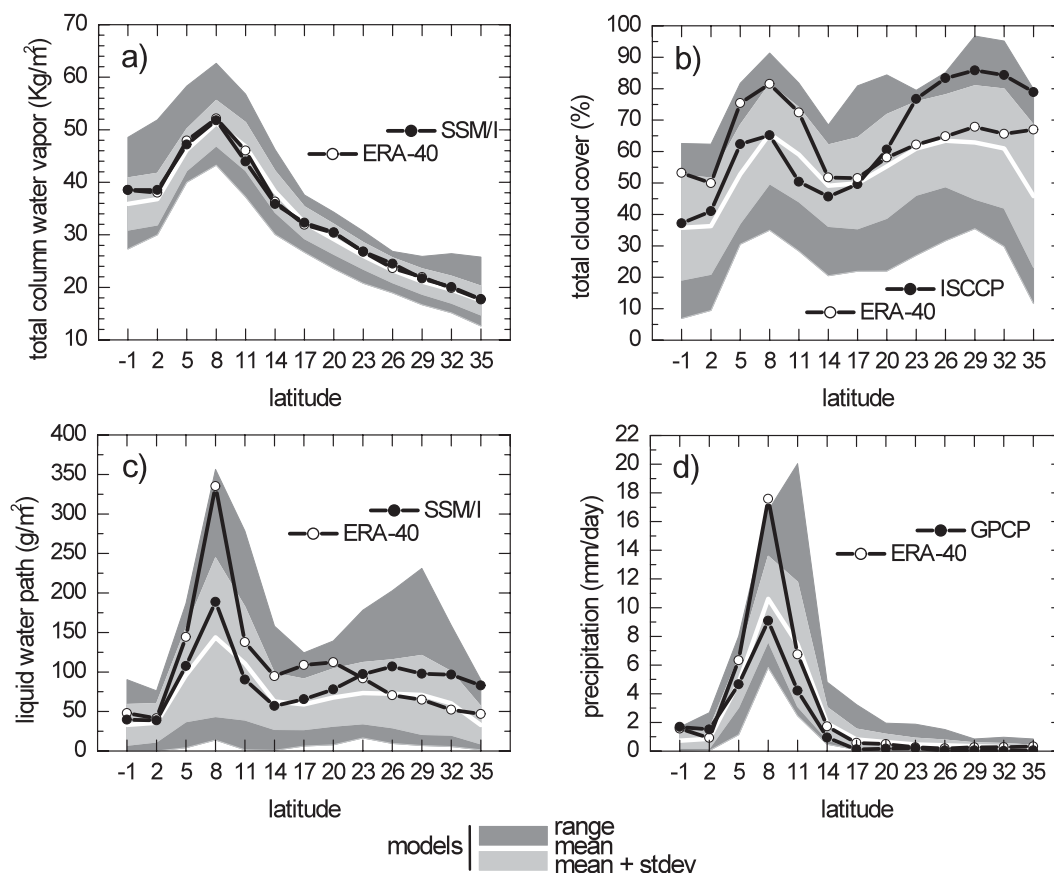 a)
total column water vapor (Kg/m²)
70
60
50
40
30
20
10
SSM/I
ERA-40
-1 2 5 8 11 14 17 20 23 26 29 32 35
latitude
b)
total cloud cover (%)
100
90
80
70
60
50
40
30
20
10
0
ISCCP
ERA-40
-1 2 5 8 11 14 17 20 23 26 29 32 35
latitude
c)
liquid water path (g/m²)
400
350
300
250
200
150
100
50
0
SSM/I
ERA-40
-1 2 5 8 11 14 17 20 23 26 29 32 35
latitude
d)
precipitation (mm/day)
22
20
18
16
14
12
10
8
6
4
2
0
GPCP
ERA-40
-1 2 5 8 11 14 17 20 23 26 29 32 35
latitude
models
range
mean
mean + stdev